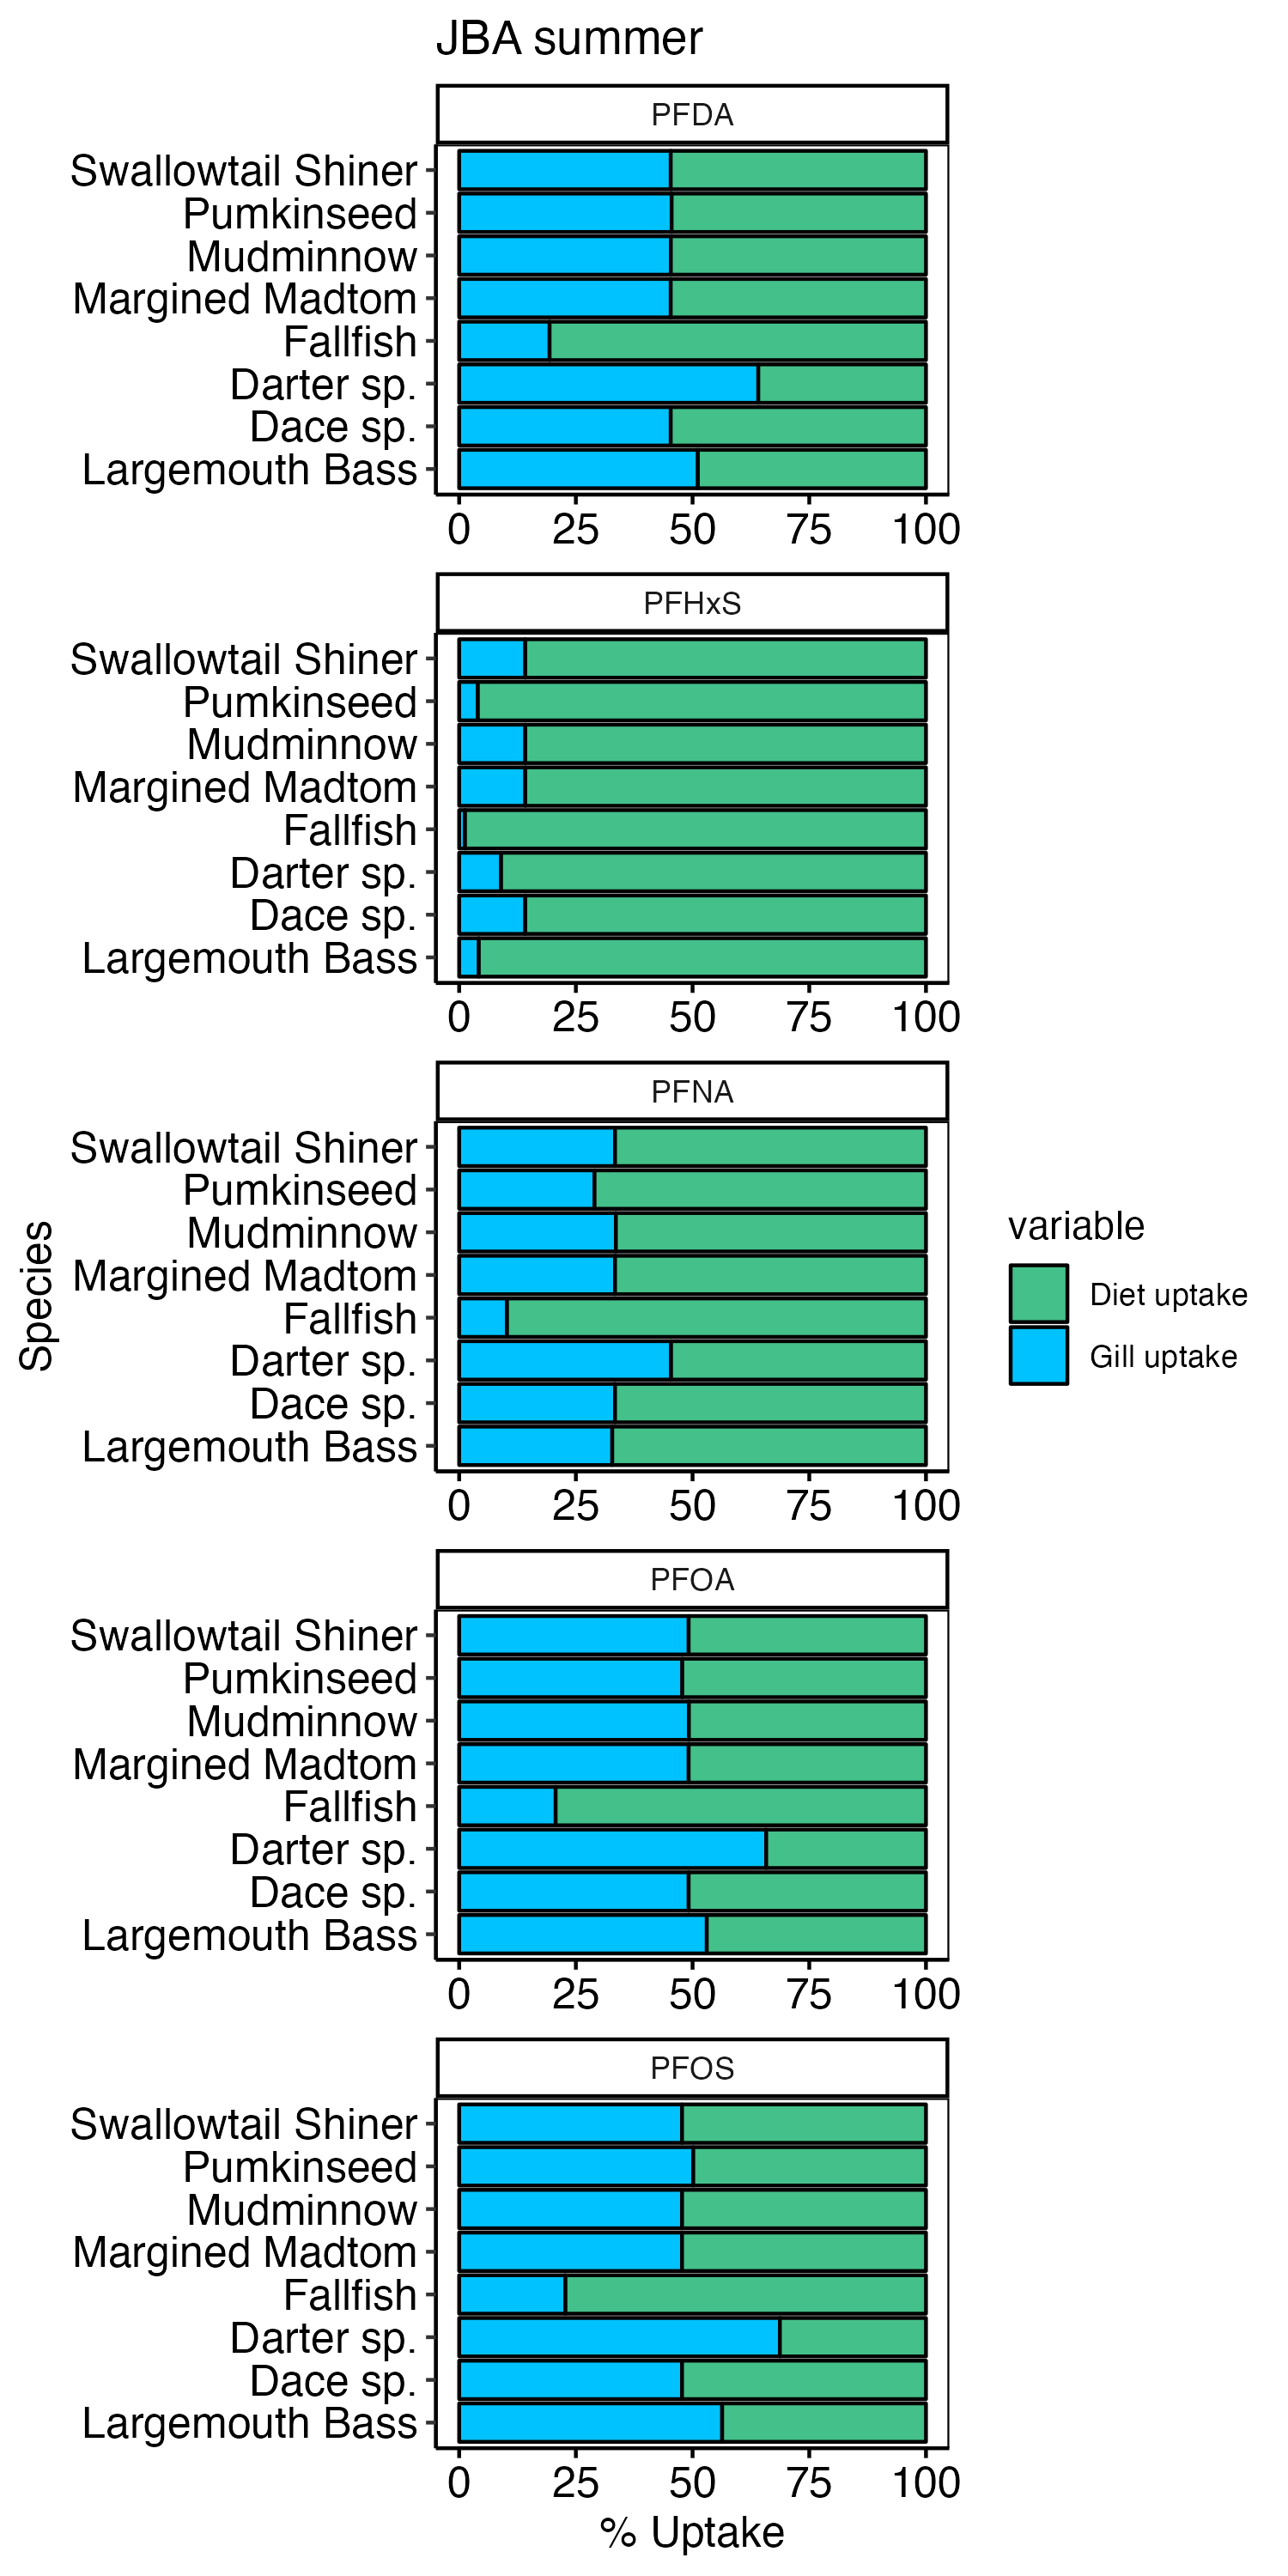 JBA summer
PFDA
Swallowtail Shiner
Pumkinseed
Mudminnow
Margined Madtom
Fallfish
Darter sp.
Dace sp.
Largemouth Bass
0 25 50 75 100
PFHxS
Swallowtail Shiner
Pumkinseed
Mudminnow
Margined Madtom
Fallfish
Darter sp.
Dace sp.
Largemouth Bass
0 25 50 75 100
PFNA
Swallowtail Shiner
Pumkinseed
Mudminnow
Margined Madtom
Fallfish
Darter sp.
Dace sp.
Largemouth Bass
0 25 50 75 100
PFOA
Swallowtail Shiner
Pumkinseed
Mudminnow
Margined Madtom
Fallfish
Darter sp.
Dace sp.
Largemouth Bass
0 25 50 75 100
PFOS
Swallowtail Shiner
Pumkinseed
Mudminnow
Margined Madtom
Fallfish
Darter sp.
Dace sp.
Largemouth Bass
0 25 50 75 100
% Uptake
Species
variable
Diet uptake
Gill uptake